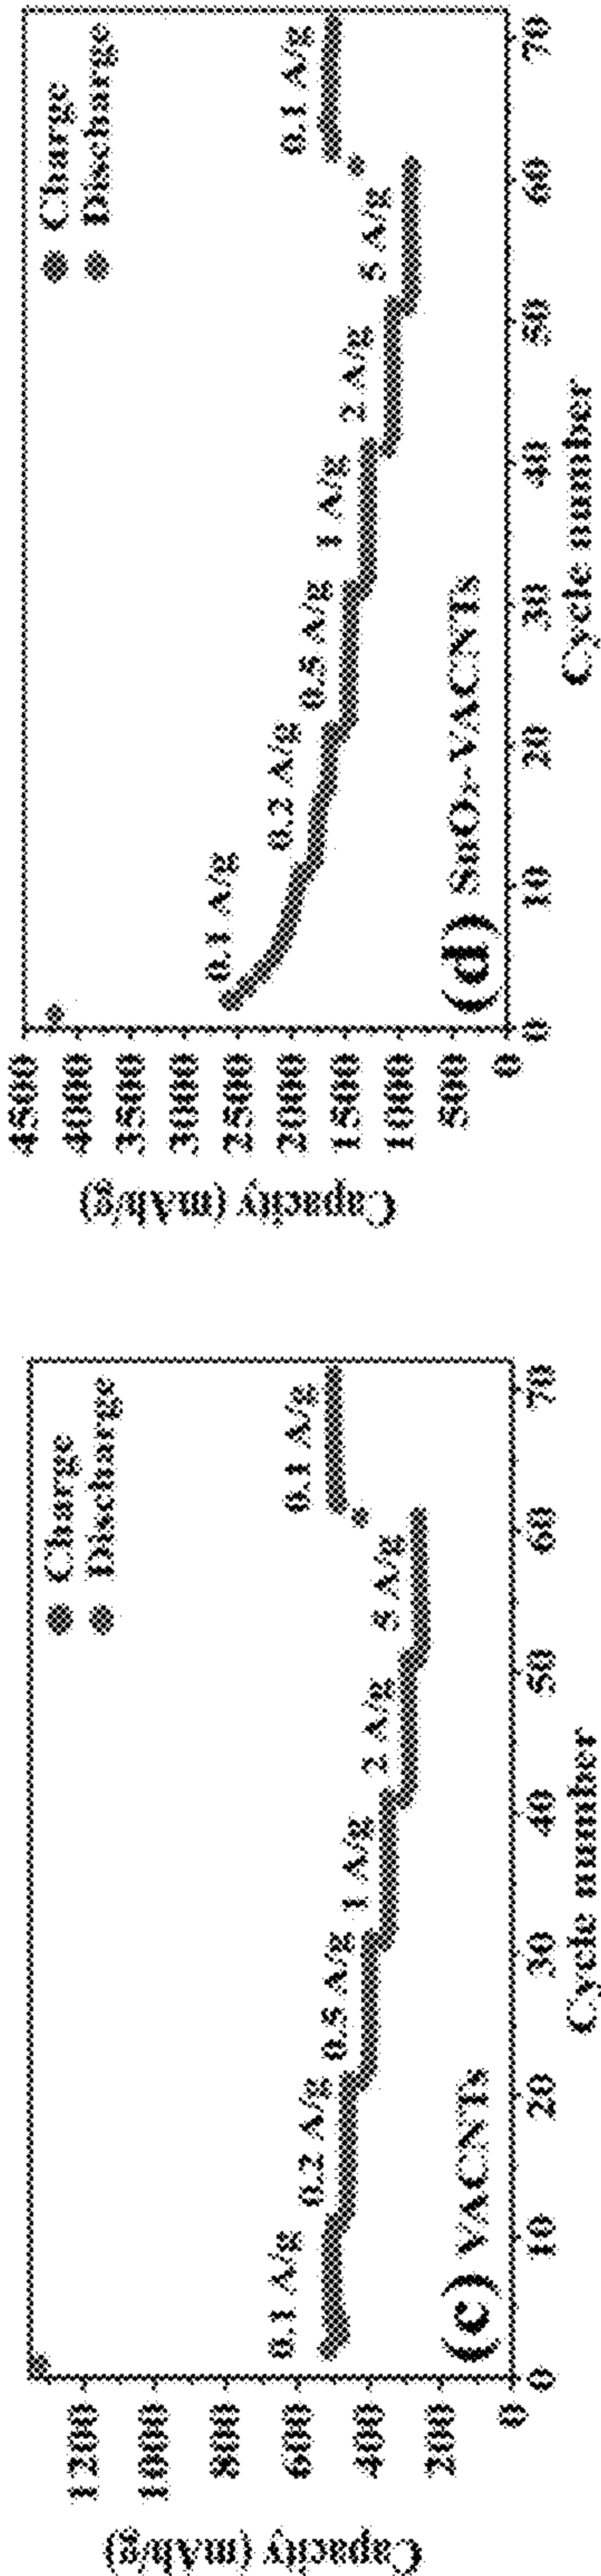 1200
1000
800
600
400
200
0
Capacity (mAh/g)
Charge
Discharge
0.1 A/g
0.2 A/g
0.5 A/g
1 A/g
2 A/g
5 A/g
0.1 A/g
(c) VACNTs
0
10
20
30
40
50
60
70
Cycle number
4500
4000
3500
3000
2500
2000
1500
1000
500
0
Capacity (mAh/g)
Charge
Discharge
0.1 A/g
0.2 A/g
0.5 A/g
1 A/g
2 A/g
5 A/g
0.1 A/g
(d) SnOₓ-VACNTs
0
10
20
30
40
50
60
70
Cycle number